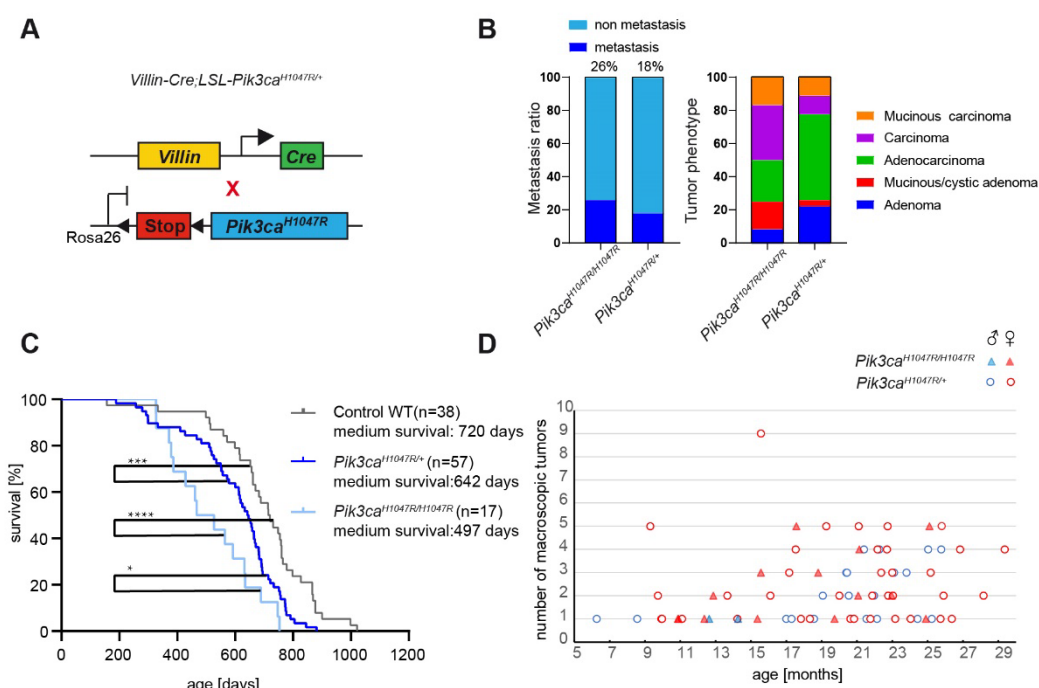 A
Villin-Cre;LSL-Pik3caH1047R/+
Villin
Cre
X
Rosa26
Stop
Pik3caH1047R
B
non metastasis
metastasis
26% 18%
Metastasis ratio
100
80
60
40
20
0
Pik3caH1047R/H1047R
Pik3caH1047R/+
Tumor phenotype
100
80
60
40
20
0
Pik3caH1047R/H1047R
Pik3caH1047R/+
Mucinous carcinoma
Carcinoma
Adenocarcinoma
Mucinous/cystic adenoma
Adenoma
C
survival [%]
100
80
60
40
20
0
0 200 400 600 800 1000 1200
age [days]
***
****
*
Control WT(n=38)
medium survival: 720 days
Pik3caH1047R/+ (n=57)
medium survival:642 days
Pik3caH1047R/H1047R (n=17)
medium survival:497 days
D
♂ ♀
Pik3caH1047R/H1047R
Pik3caH1047R/+
number of macroscopic tumors
10
9
8
7
6
5
4
3
2
1
0
5 7 9 11 13 15 17 19 21 23 25 27 29
age [months]